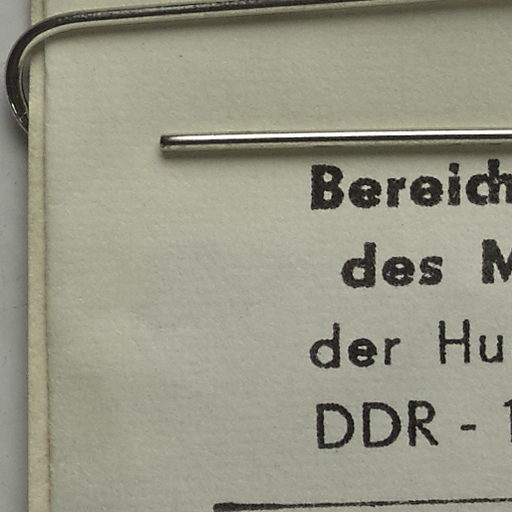 Bereich
des M
der Hu
DDR - 1